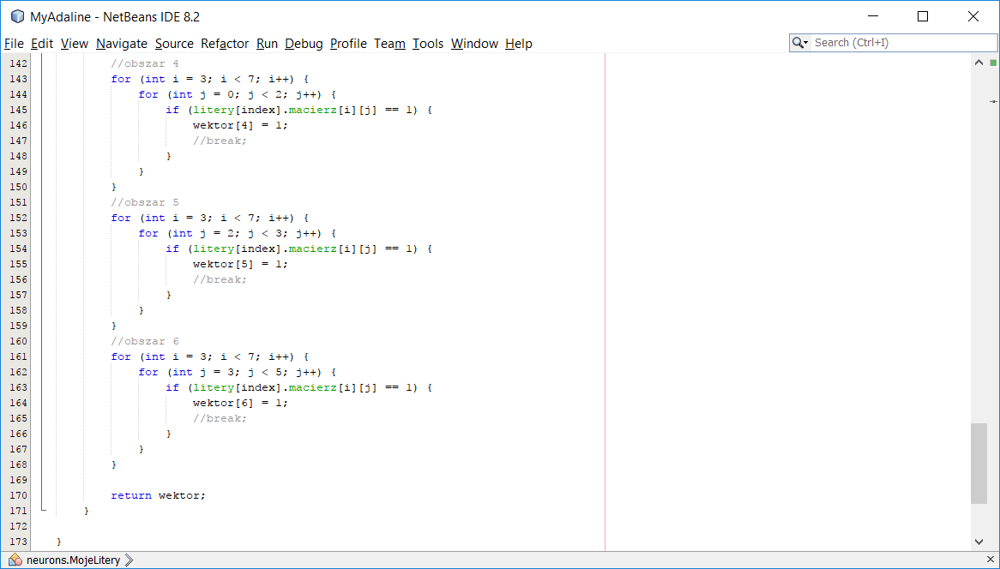 MyAdaline - NetBeans IDE 8.2
File Edit View Navigate Source Refactor Run Debug Profile Team Tools Window Help
Search (Ctrl+I)
142 //obszar 4
143 for (int i = 3; i < 7; i++) {
144 for (int j = 0; j < 2; j++) {
145 if (litery[index].macierz[i][j] == 1) {
146 wektor[4] = 1;
147 //break;
148 }
149 }
150 }
151 //obszar 5
152 for (int i = 3; i < 7; i++) {
153 for (int j = 2; j < 3; j++) {
154 if (litery[index].macierz[i][j] == 1) {
155 wektor[5] = 1;
156 //break;
157 }
158 }
159 }
160 //obszar 6
161 for (int i = 3; i < 7; i++) {
162 for (int j = 3; j < 5; j++) {
163 if (litery[index].macierz[i][j] == 1) {
164 wektor[6] = 1;
165 //break;
166 }
167 }
168 }
169
170 return wektor;
171 }
172
173 }
neurons.MojeLitery